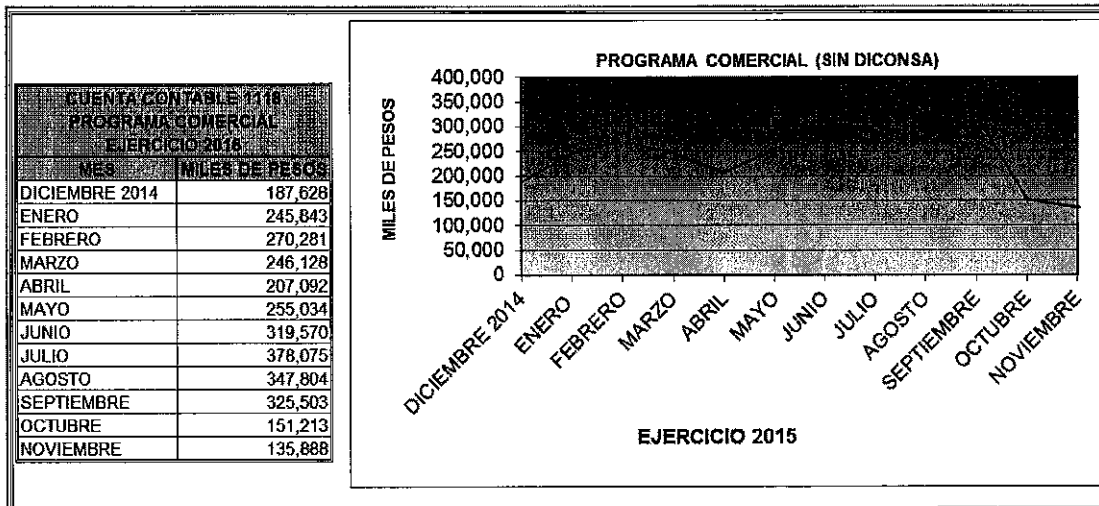 CUENTA CONTABLE 1118
PROGRAMA COMERCIAL
EJERCICIO 2015
MES MILES DE PESOS
DICIEMBRE 2014 187,628
ENERO 245,843
FEBRERO 270,281
MARZO 246,128
ABRIL 207,092
MAYO 255,034
JUNIO 319,570
JULIO 378,075
AGOSTO 347,804
SEPTIEMBRE 325,503
OCTUBRE 151,213
NOVIEMBRE 135,888
PROGRAMA COMERCIAL (SIN DICONSA)
MILES DE PESOS
400,000
350,000
300,000
250,000
200,000
150,000
100,000
50,000
0
DICIEMBRE 2014
ENERO
FEBRERO
MARZO
ABRIL
MAYO
JUNIO
JULIO
AGOSTO
SEPTIEMBRE
OCTUBRE
NOVIEMBRE
EJERCICIO 2015